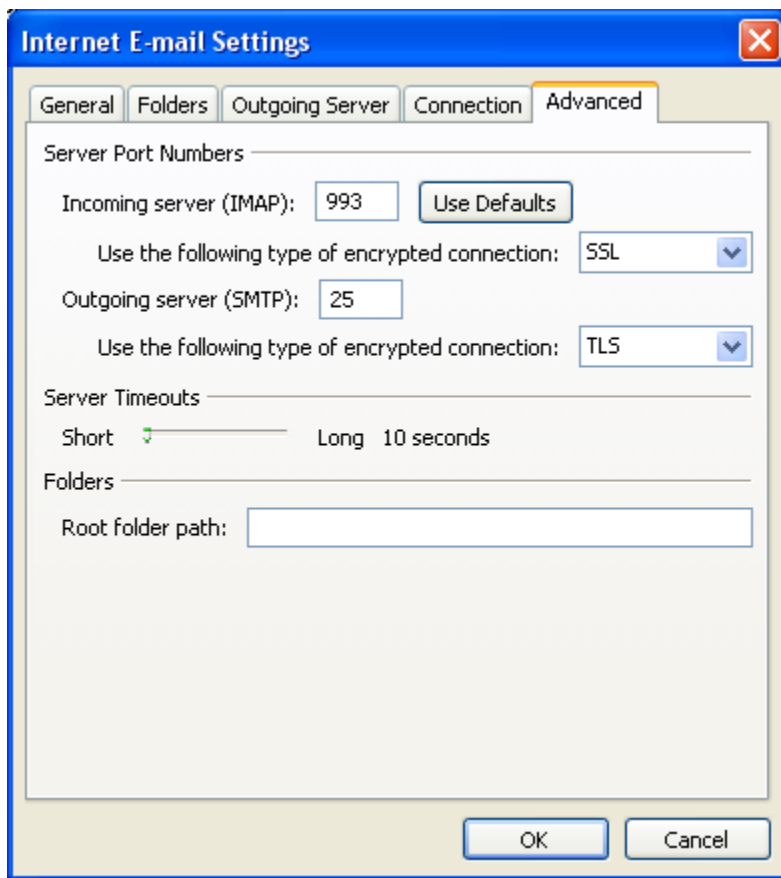 Internet E-mail Settings
General Folders Outgoing Server Connection Advanced
Server Port Numbers
Incoming server (IMAP): 993 Use Defaults
Use the following type of encrypted connection: SSL
Outgoing server (SMTP): 25
Use the following type of encrypted connection: TLS
Server Timeouts
Short Long 10 seconds
Folders
Root folder path:
OK Cancel